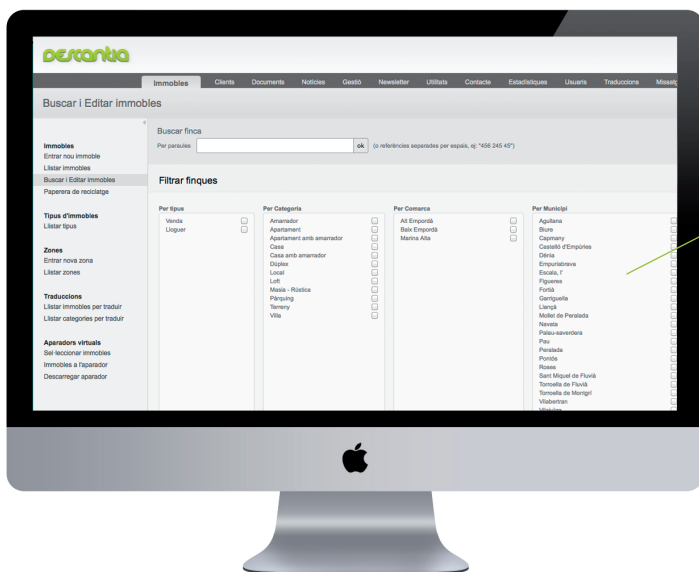 percantia
Immobles Clients Documents Notícies Gestió Newsletter Utilitats Contacte Estadístiques Usuaris Traduccions
Buscar i Editar immobles
Immobles
Entrar nou immoble
Llistar immobles
Buscar i Editar immobles
Paperera de reciclatge
Tipus d'immobles
Llistar tipus
Zones
Entrar nova zona
Llistar zones
Traduccions
Llistar immobles per traduir
Llistar categories per traduir
Aparadors virtuals
Sel·leccionar immobles
Immobles a l'aparador
Descarregar aparador
Buscar finca
Per paraules ok (o referències separades per espais, ej: "456 245 45")
Filtrar finques
Per tipus
Venda
Lloguer
Per Categoria
Amarrador
Apartament
Apartament amb amarrador
Casa
Casa amb amarrador
Dúplex
Local
Loft
Masia - Rústica
Pàrquing
Terreny
Villa
Per Comarca
Alt Empordà
Baix Empordà
Marina Alta
Per Municipi
Agullana
Biure
Capmany
Castelló d'Empúries
Dénia
Empuriabrava
Escala, l'
Figueres
Fortià
Garriguella
Llançà
Mollet de Peralada
Navata
Palau-saverdera
Pau
Peralada
Pontós
Roses
Sant Miquel de Fluvià
Torroella de Fluvià
Torroella de Montgrí
Vilabertran